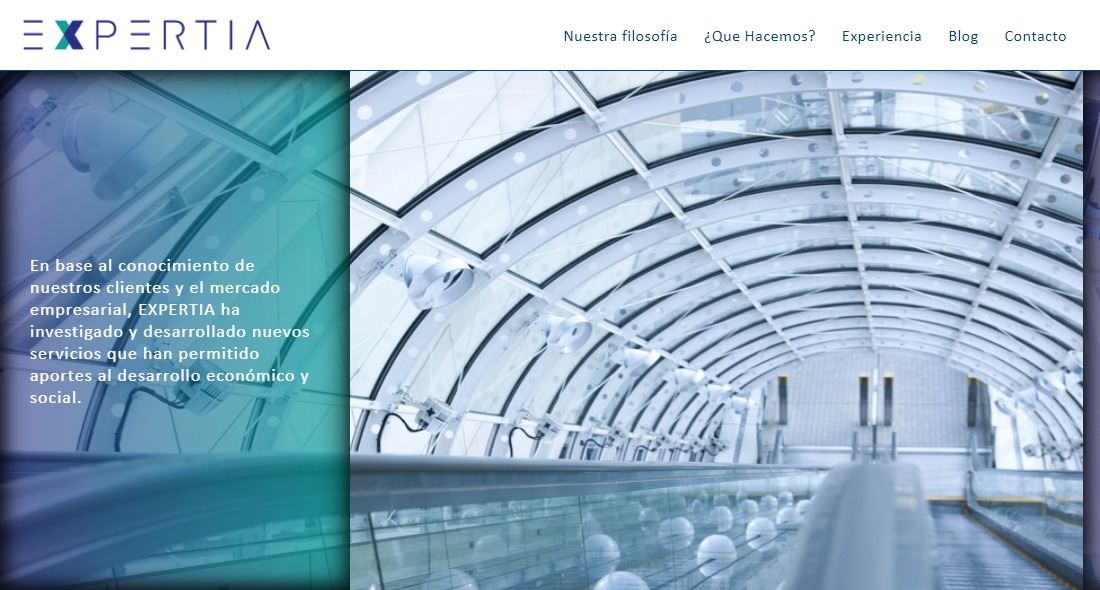 EXPERTIA
Nuestra filosofía ¿Que Hacemos? Experiencia Blog Contacto
En base al conocimiento de
nuestros clientes y el mercado
empresarial, EXPERTIA ha
investigado y desarrollado nuevos
servicios que han permitido
aportes al desarrollo económico y
social.